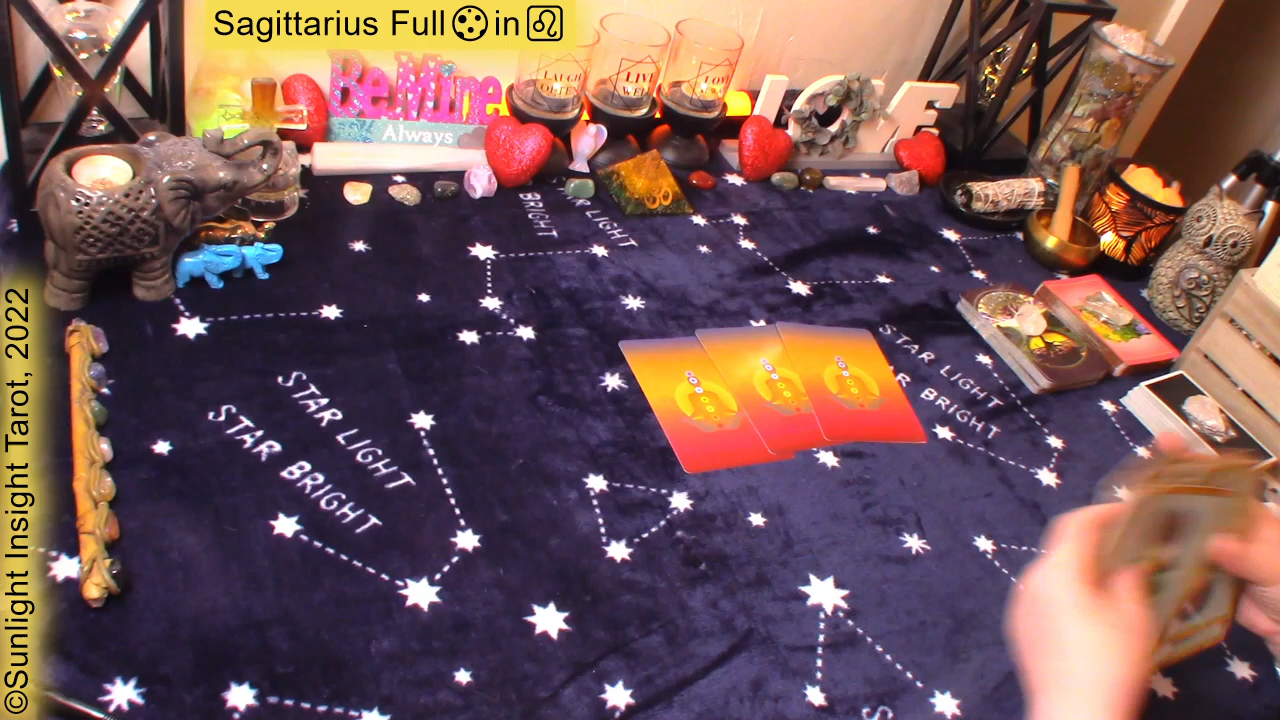 Sagittarius Full in
Be Mine
Always
LAUGH
OFTEN
LIVE
WELL
LOVE
LOVE
BRIGHT
STAR LIGHT
STAR LIGHT
STAR BRIGHT
STAR LIGHT
STAR BRIGHT
©Sunlight Insight Tarot, 2022